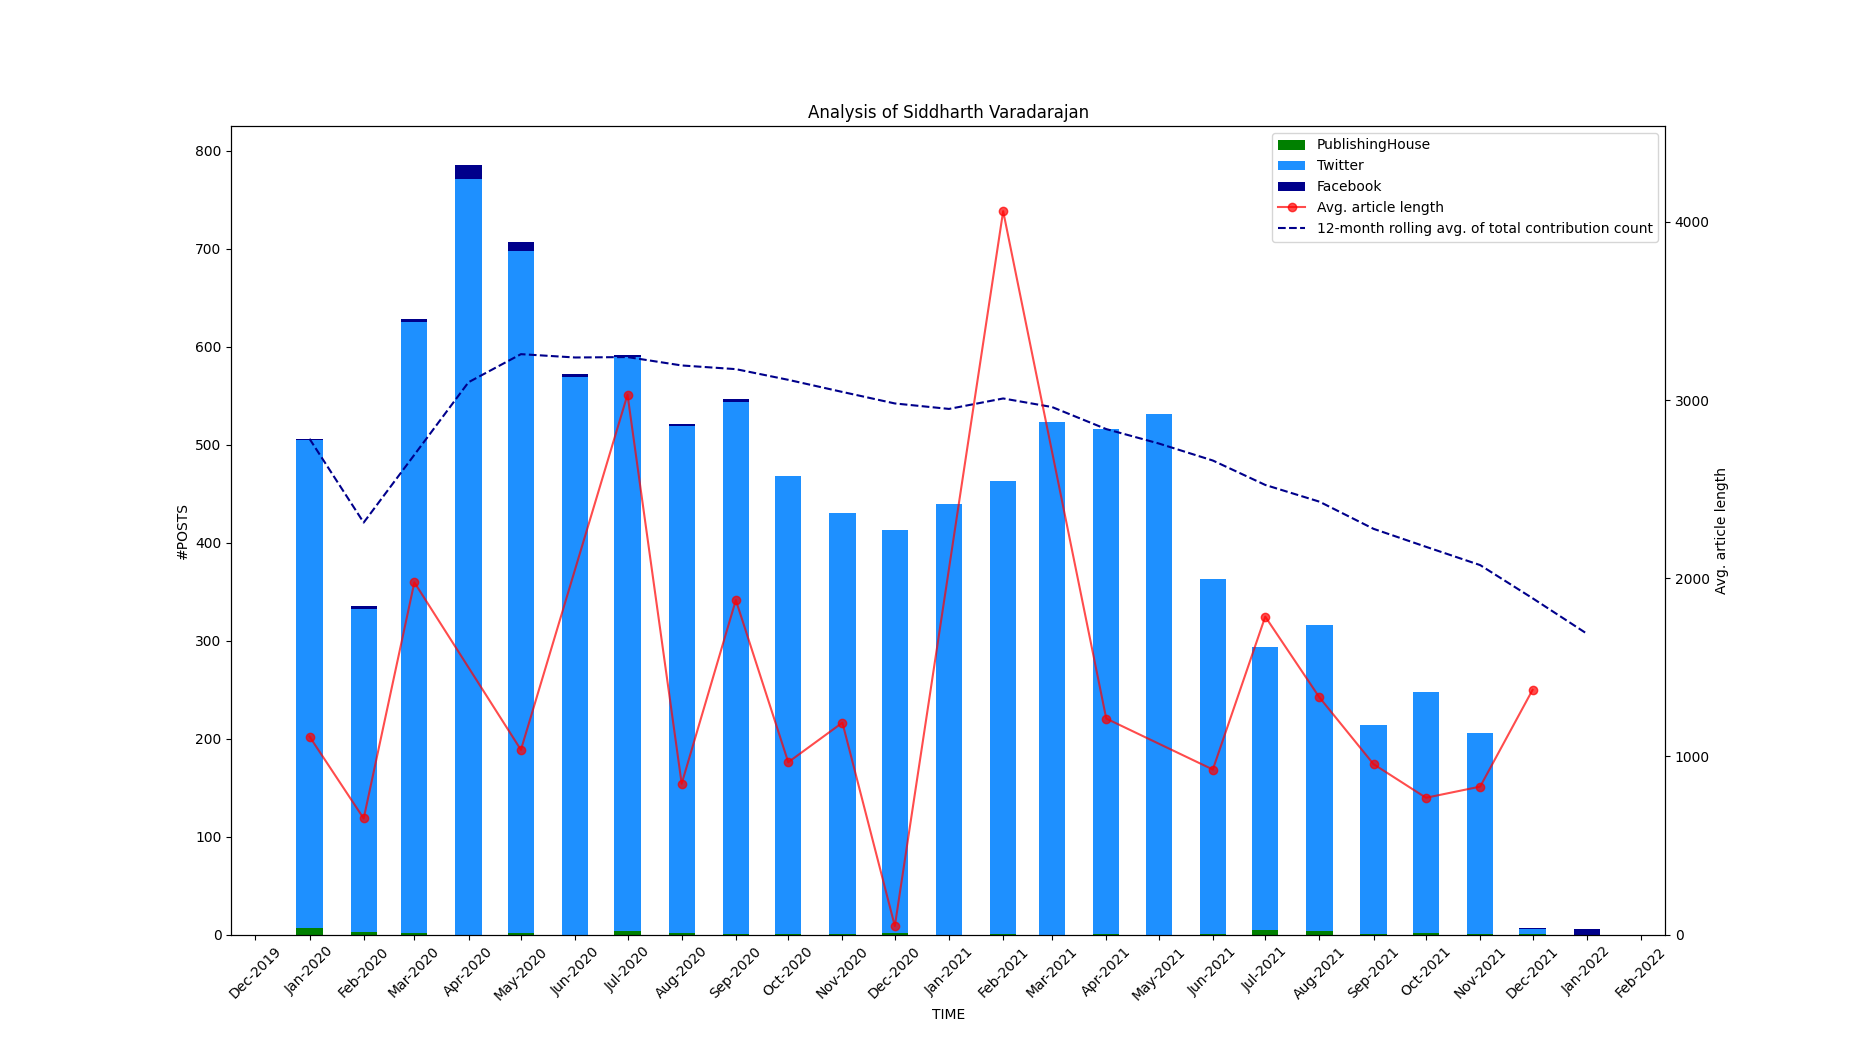 Analysis of Siddharth Varadarajan
PublishingHouse
Twitter
Facebook
Avg. article length
12-month rolling avg. of total contribution count
800
700
600
500
400
300
200
100
0
#POSTS
4000
3000
2000
1000
0
Avg. article length
Dec-2019
Jan-2020
Feb-2020
Mar-2020
Apr-2020
May-2020
Jun-2020
Jul-2020
Aug-2020
Sep-2020
Oct-2020
Nov-2020
Dec-2020
Jan-2021
Feb-2021
Mar-2021
Apr-2021
May-2021
Jun-2021
Jul-2021
Aug-2021
Sep-2021
Oct-2021
Nov-2021
Dec-2021
Jan-2022
Feb-2022
TIME